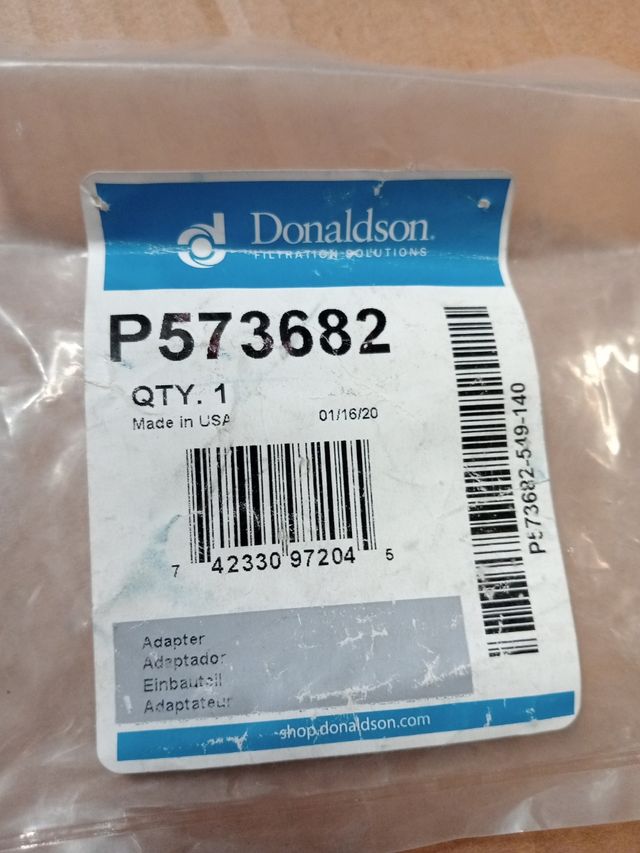 Donaldson®
FILTRATION SOLUTIONS
P573682
QTY. 1
Made in USA
01/16/20
7 42330 97204 5
P573682-549-140
Adapter
Adaptador
Einbauteil
Adaptateur
shop.donaldson.com